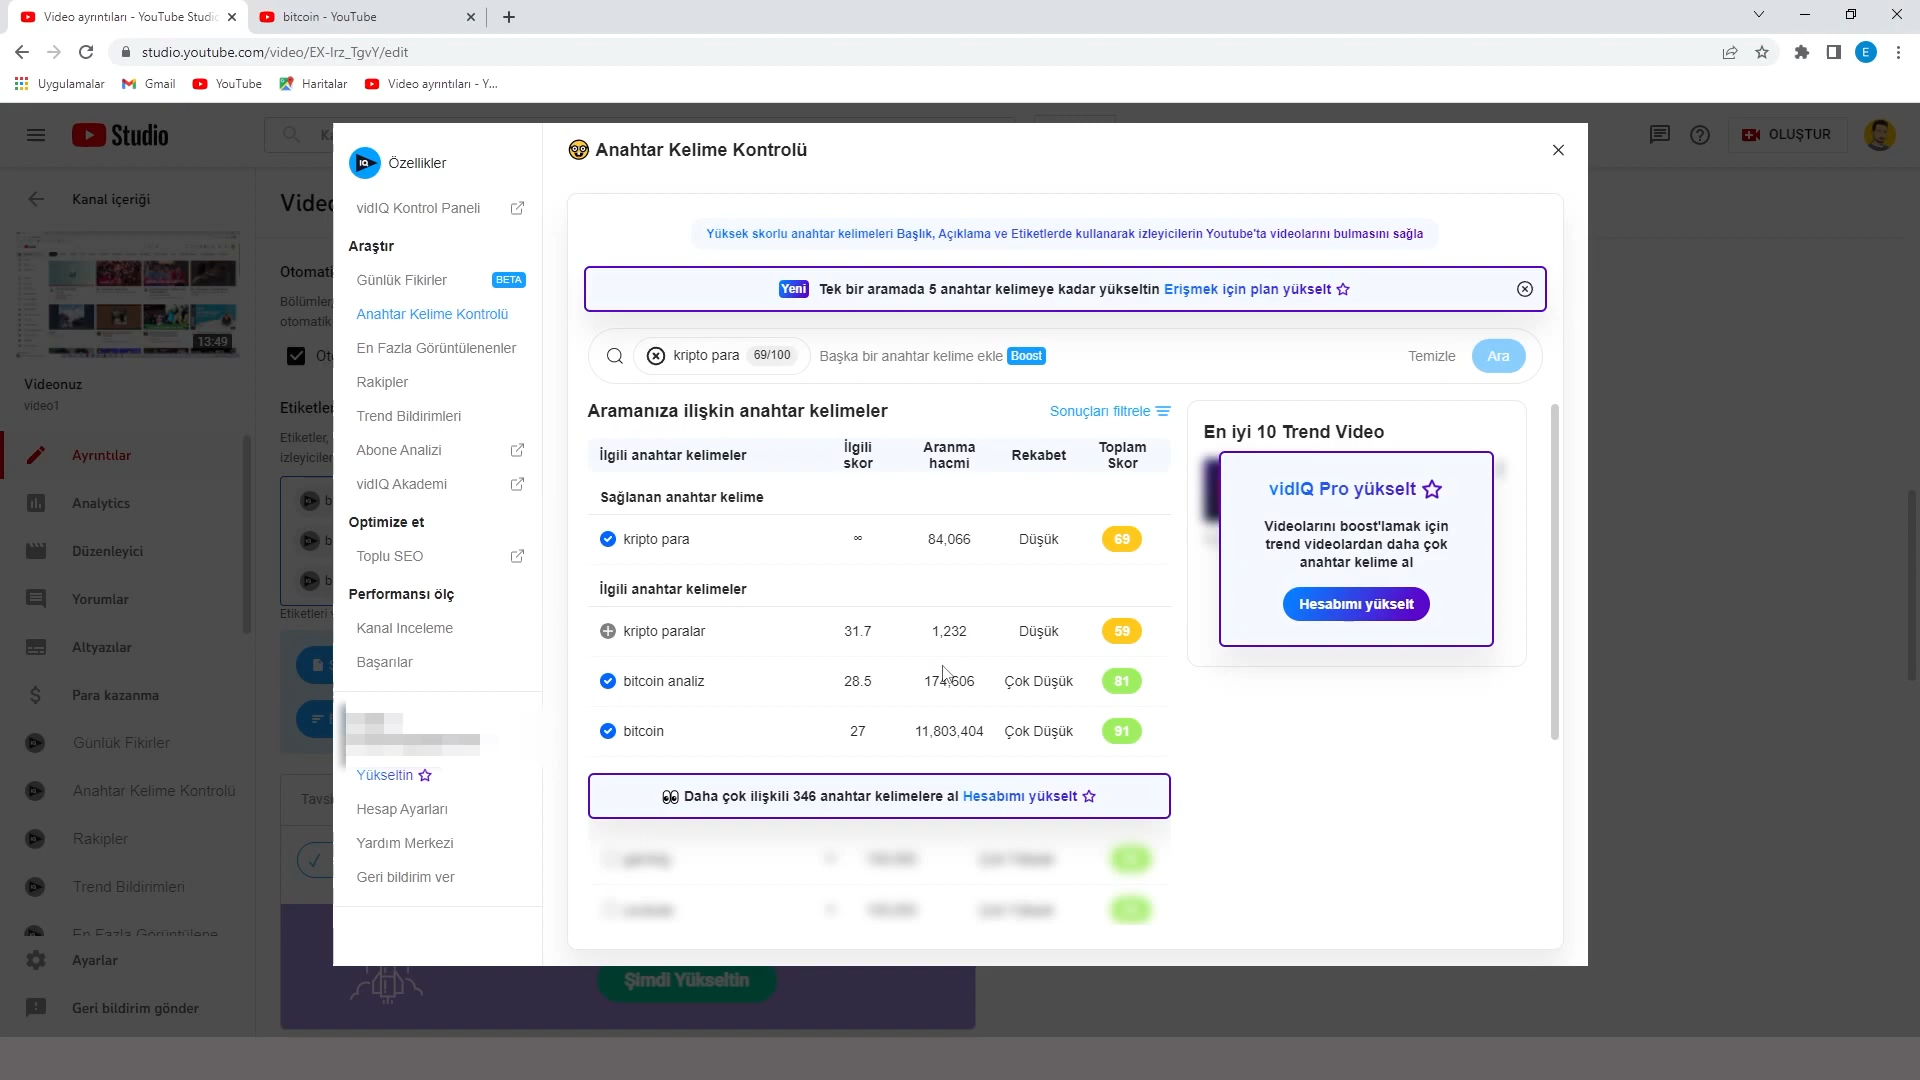 Video ayrıntıları - YouTube Studio
bitcoin - YouTube
studio.youtube.com/video/EX-Irz_TgvY/edit
E
Uygulamalar
Gmail
YouTube
Haritalar
Video ayrıntıları - Y...
Studio
OLUŞTUR
Kanal içeriği
13:49
Videonuz
video1
Ayrıntılar
Analytics
Düzenleyici
Yorumlar
Altyazılar
Para kazanma
Günlük Fikirler
Anahtar Kelime Kontrolü
Rakipler
Trend Bildirimleri
En Fazla Görüntülene
Ayarlar
Geri bildirim gönder
Etiketler,
Şimdi Yükseltin
IQ
Özellikler
vidIQ Kontrol Paneli
Araştır
Günlük Fikirler
BETA
Anahtar Kelime Kontrolü
En Fazla Görüntülenenler
Rakipler
Trend Bildirimleri
Abone Analizi
vidIQ Akademi
Optimize et
Toplu SEO
Performansı ölç
Kanal Inceleme
Başarılar
Yükseltin
Hesap Ayarları
Yardım Merkezi
Geri bildirim ver
Anahtar Kelime Kontrolü
Yüksek skorlu anahtar kelimeleri Başlık, Açıklama ve Etiketlerde kullanarak izleyicilerin Youtube'ta videolarını bulmasını sağla
Yeni Tek bir aramada 5 anahtar kelimeye kadar yükseltin Erişmek için plan yükselt
kripto para 69/100 Başka bir anahtar kelime ekle Boost Temizle Ara
Aramanıza ilişkin anahtar kelimeler
Sonuçları filtrele
İlgili anahtar kelimeler İlgili skor Aranma hacmi Rekabet Toplam Skor
Sağlanan anahtar kelime
kripto para ∞ 84,066 Düşük 69
İlgili anahtar kelimeler
kripto paralar 31.7 1,232 Düşük 59
bitcoin analiz 28.5 174,606 Çok Düşük 81
bitcoin 27 11,803,404 Çok Düşük 91
Daha çok ilişkili 346 anahtar kelimelere al Hesabımı yükselt
En iyi 10 Trend Video
vidIQ Pro yükselt
Videolarını boost'lamak için
trend videolardan daha çok
anahtar kelime al
Hesabımı yükselt